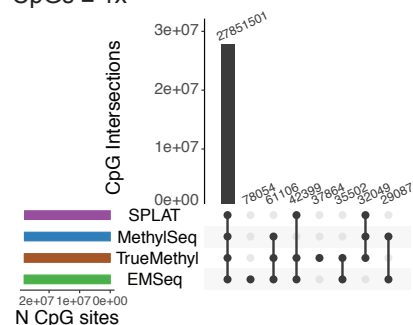 CpGs ≥ 1x
CpG Intersections
3e+07
2e+07
1e+07
0e+00
27851501
78054
61106
42399
37864
35502
32049
29087
SPLAT
MethylSeq
TrueMethyl
EMSeq
2e+07 1e+07 0e+00
N CpG sites